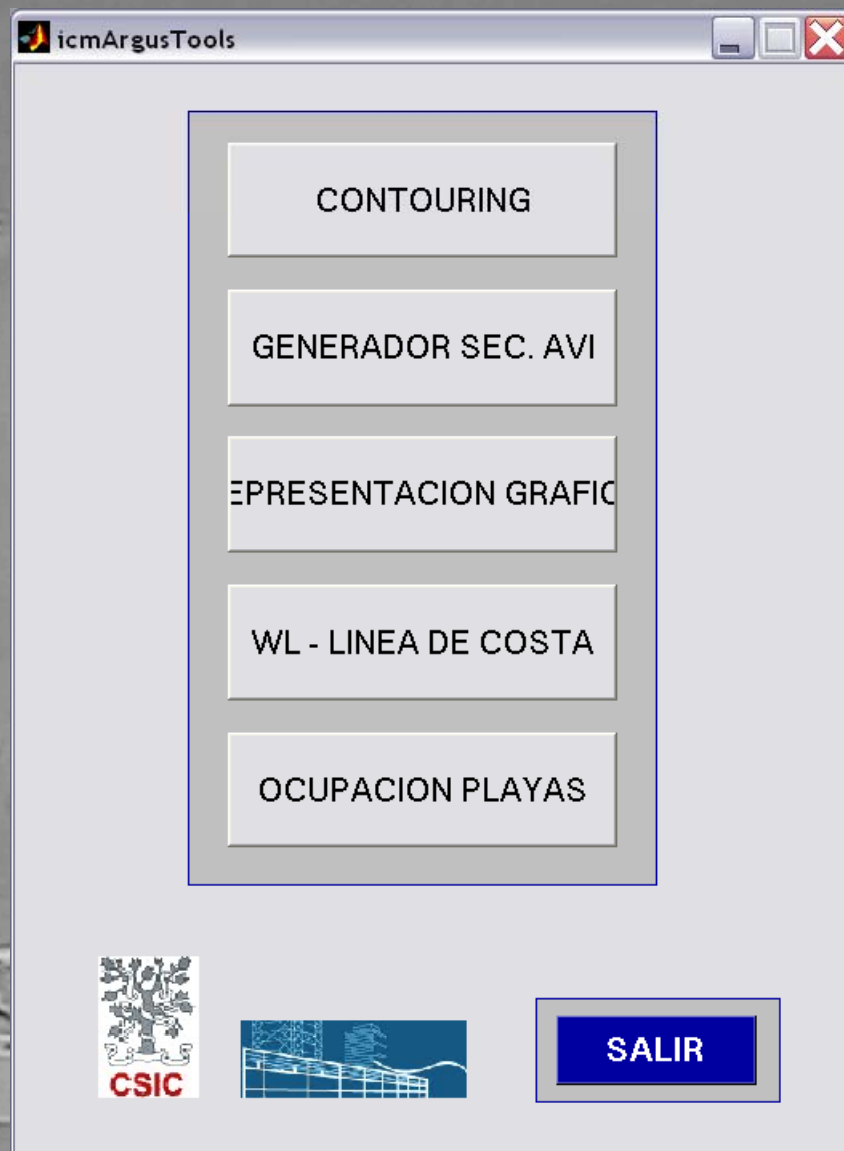 icmArgusTools
CONTOURING
GENERADOR SEC. AVI
EPRESENTACION GRAFIC
WL - LINEA DE COSTA
OCUPACION PLAYAS
CSIC
SALIR